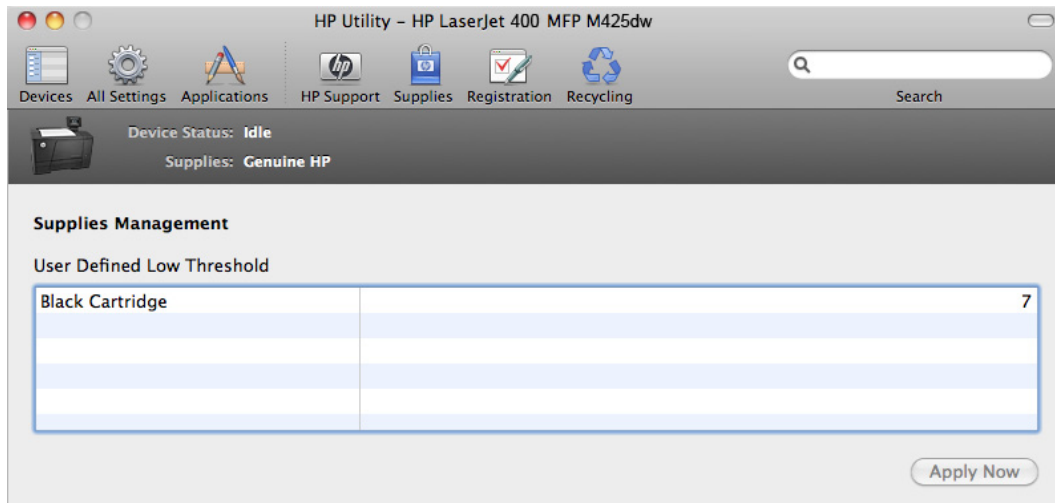 HP Utility – HP LaserJet 400 MFP M425dw
Devices All Settings Applications HP Support Supplies Registration Recycling Search
Device Status: Idle
Supplies: Genuine HP
Supplies Management
User Defined Low Threshold
Black Cartridge 7
Apply Now